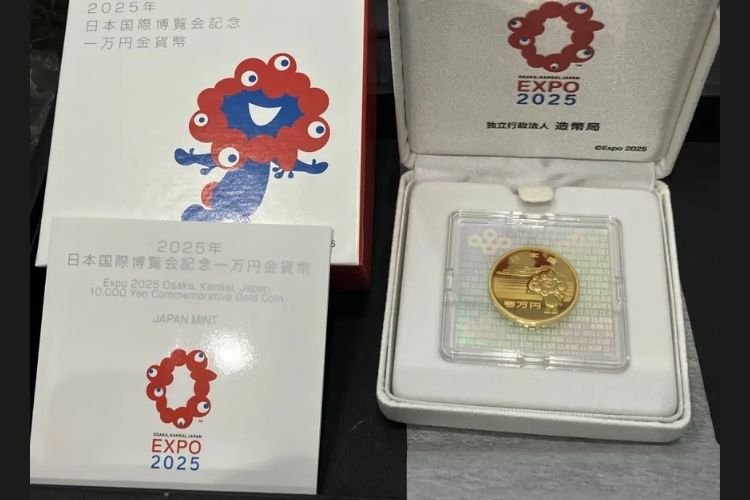 2025年
日本国際博覧会記念
一万円金貨幣
2025年
日本国際博覧会記念一万円金貨幣
Expo 2025 Osaka, Kansai, Japan
10,000 Yen Commemorative Gold Coin
JAPAN MINT
OSAKA, KANSAI, JAPAN
EXPO
2025
OSAKA, KANSAI, JAPAN
EXPO
2025
独立行政法人 造幣局
©Expo 2025
日本国
壱万円